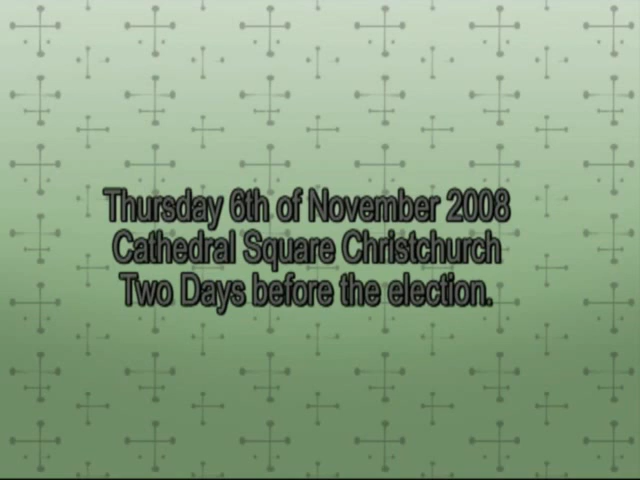 Thursday 6th of November 2008
Cathedral Square Christchurch
Two Days before the election.